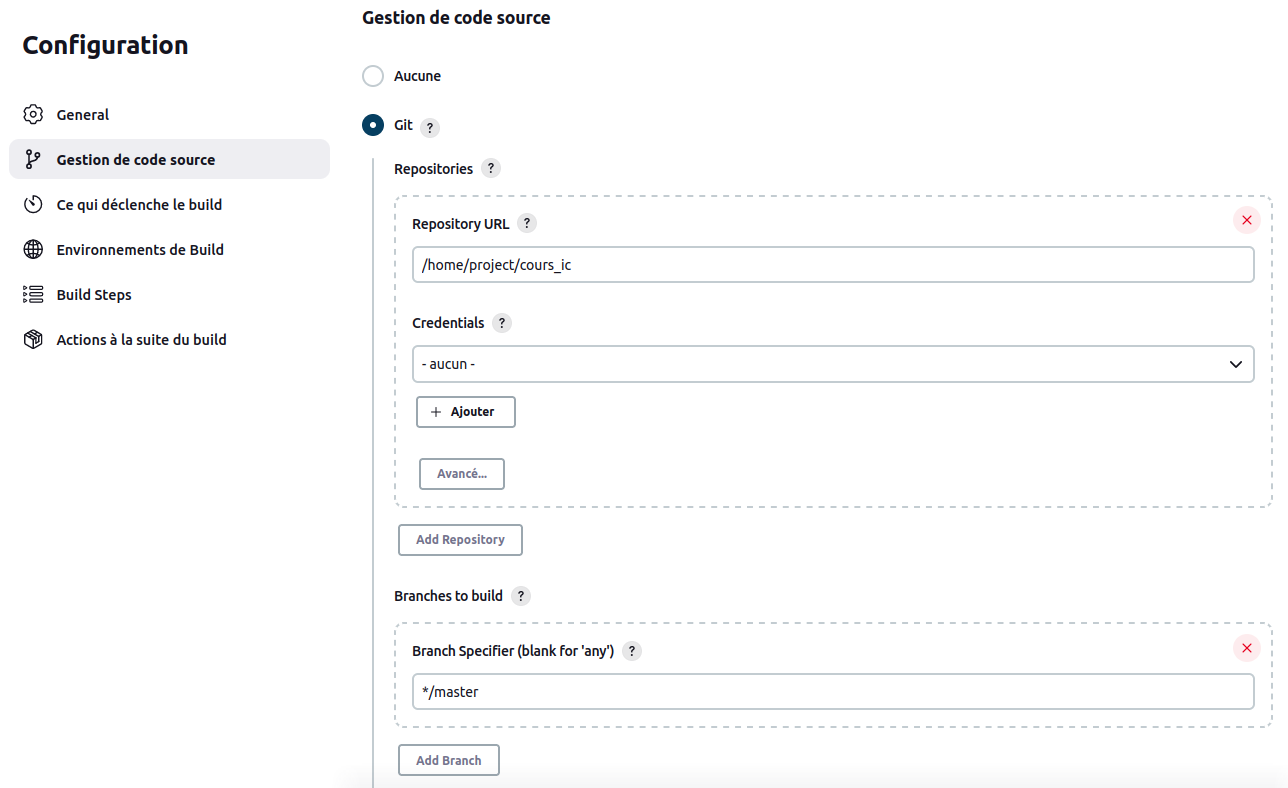 Configuration
General
Gestion de code source
Ce qui déclenche le build
Environnements de Build
Build Steps
Actions à la suite du build
Gestion de code source
Aucune
Git ?
Repositories ?
Repository URL ?
/home/project/cours_ic
Credentials ?
- aucun -
+ Ajouter
Avancé...
Add Repository
Branches to build ?
Branch Specifier (blank for 'any') ?
*/master
Add Branch